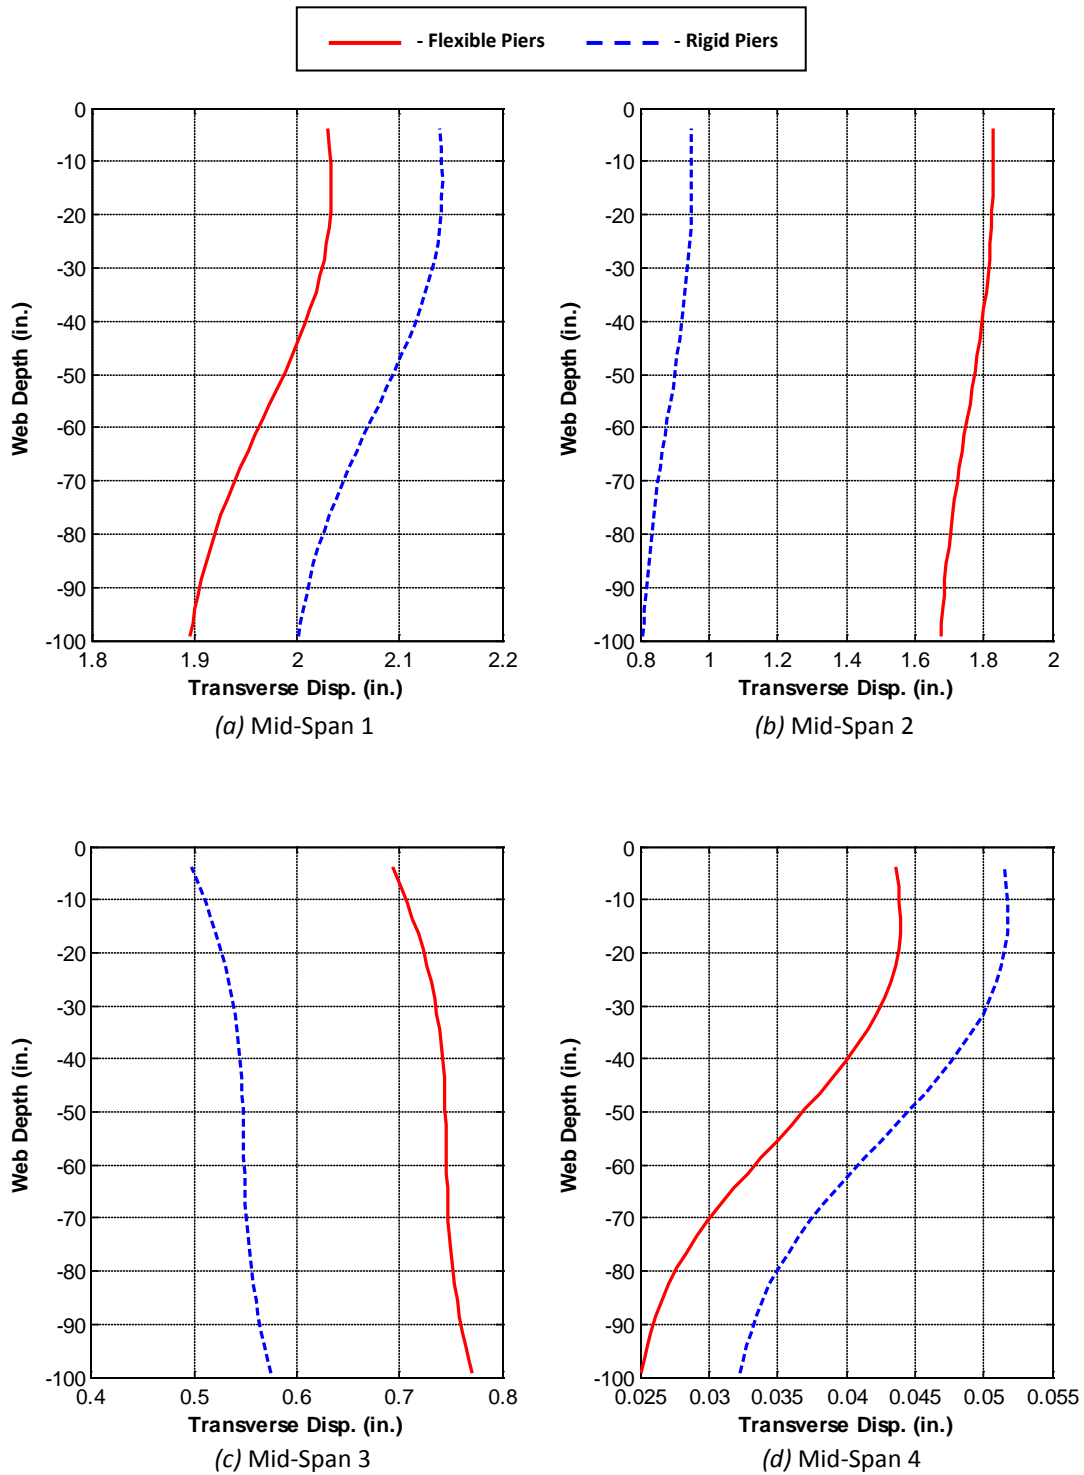 - Flexible Piers - Rigid Piers
0
-10
-20
-30
-40
-50
-60
-70
-80
-90
-100
1.8 1.9 2 2.1 2.2
Web Depth (in.)
Transverse Disp. (in.)
(a) Mid-Span 1
0
-10
-20
-30
-40
-50
-60
-70
-80
-90
-100
0.8 1 1.2 1.4 1.6 1.8 2
Web Depth (in.)
Transverse Disp. (in.)
(b) Mid-Span 2
0
-10
-20
-30
-40
-50
-60
-70
-80
-90
-100
0.4 0.5 0.6 0.7 0.8
Web Depth (in.)
Transverse Disp. (in.)
(c) Mid-Span 3
0
-10
-20
-30
-40
-50
-60
-70
-80
-90
-100
0.025 0.03 0.035 0.04 0.045 0.05 0.055
Web Depth (in.)
Transverse Disp. (in.)
(d) Mid-Span 4